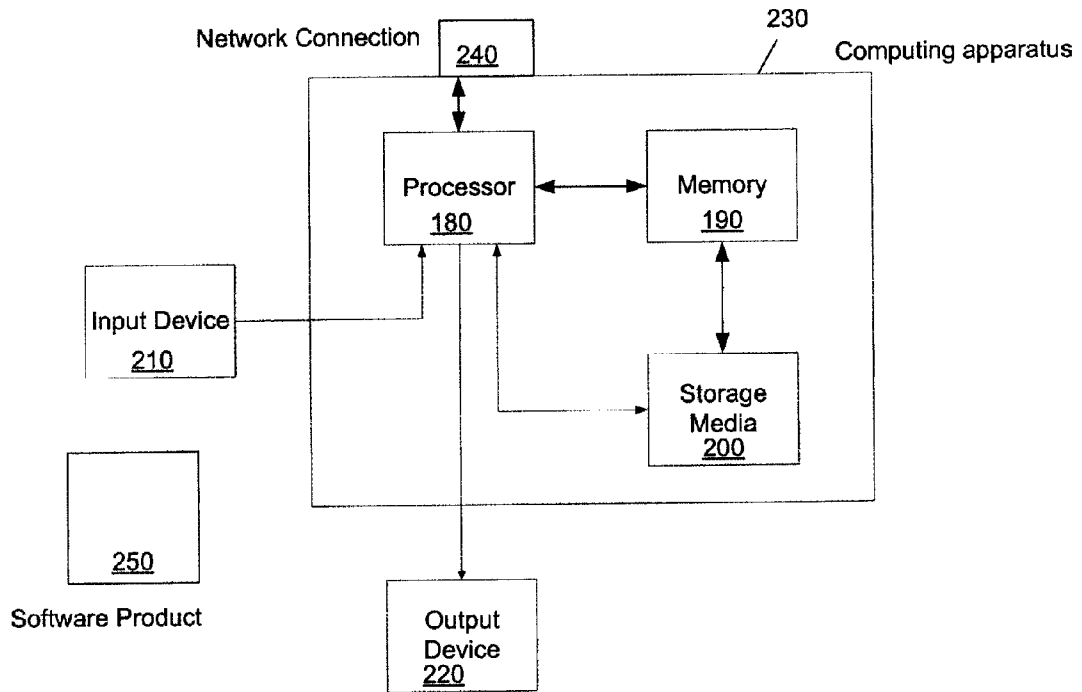 230
Network Connection
240
Computing apparatus
Processor
180
Memory
190
Input Device
210
Storage
Media
200
250
Software Product
Output
Device
220